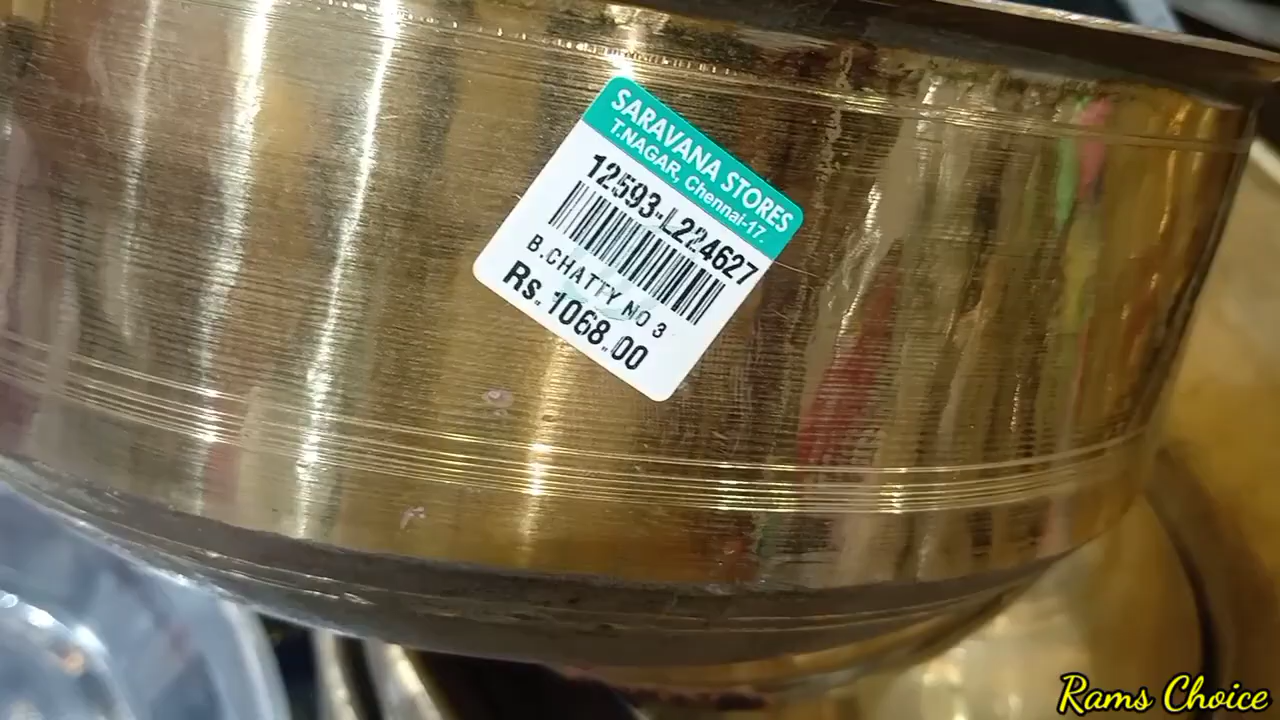 SARAVANA STORES
T.NAGAR, Chennai-17.
12593-L224627
B.CHATTY NO 3
Rs.1068.00
Rams Choice